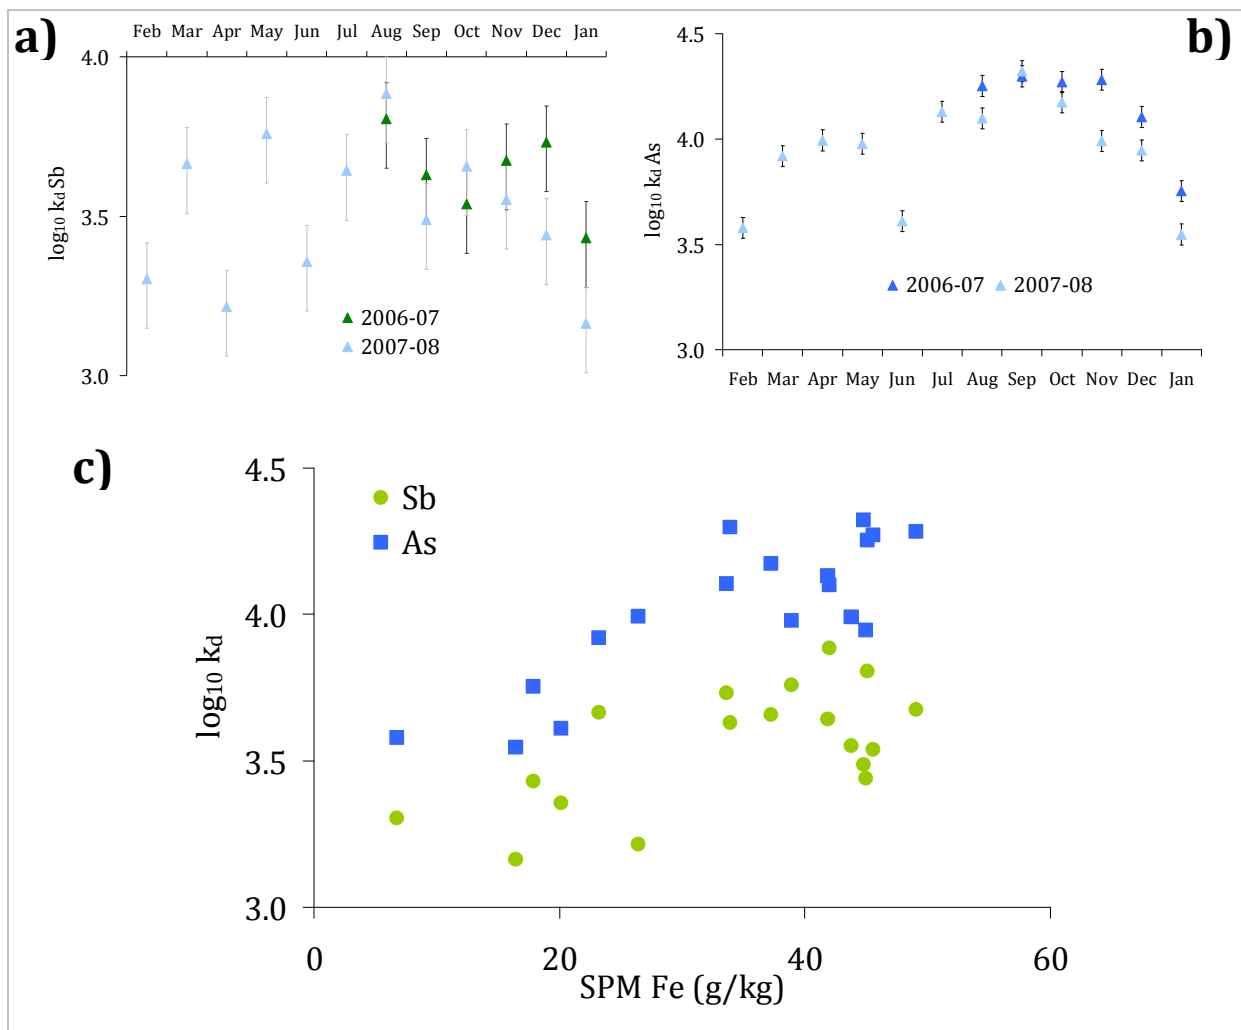 a)
Feb Mar Apr May Jun Jul Aug Sep Oct Nov Dec Jan
4.0
3.5
3.0
log10 kd Sb
2006-07
2007-08
b)
4.5
4.0
3.5
3.0
log10 kd As
2006-07 2007-08
Feb Mar Apr May Jun Jul Aug Sep Oct Nov Dec Jan
c)
4.5
4.0
3.5
3.0
log10 kd
Sb
As
0 20 40 60
SPM Fe (g/kg)